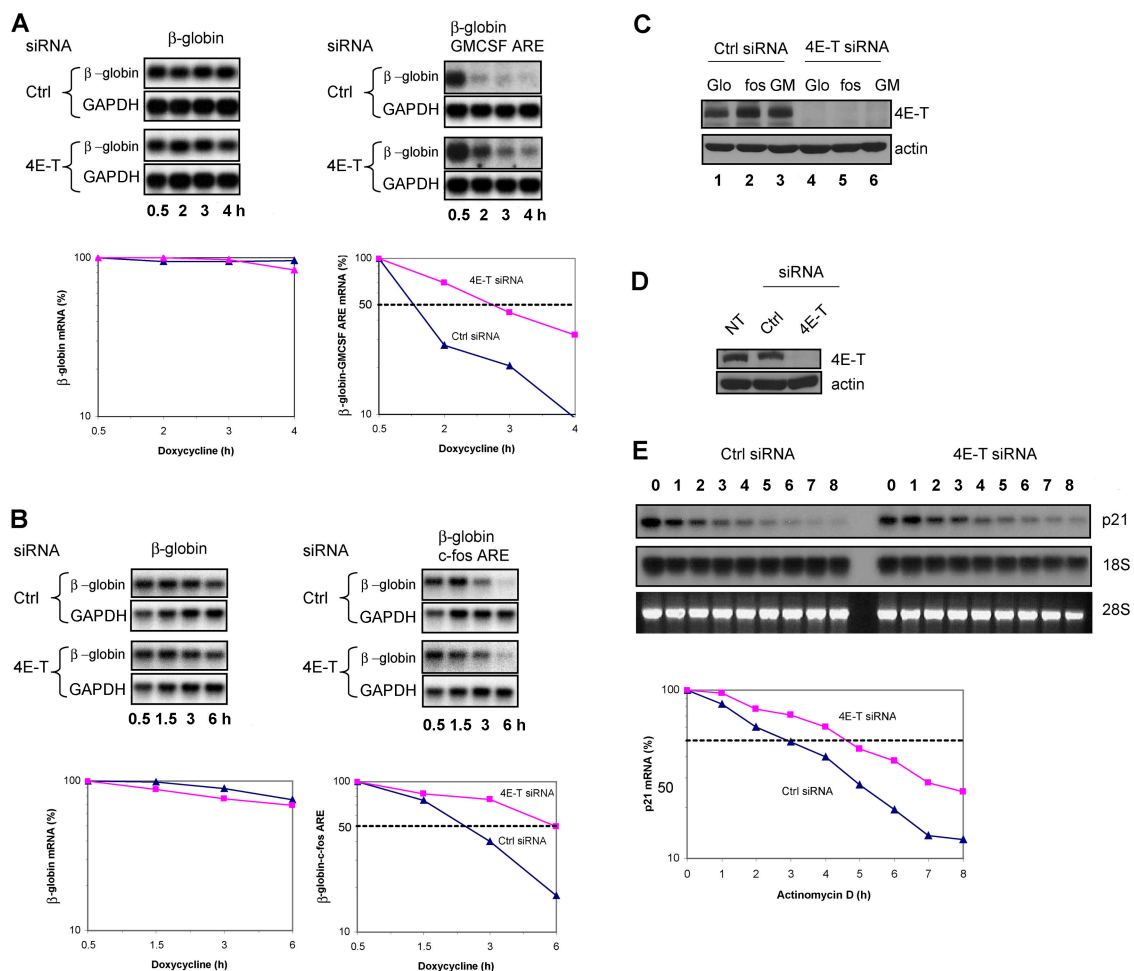 A
siRNA
β-globin
Ctrl
β-globin
GAPDH
4E-T
β-globin
GAPDH
0.5 2 3 4 h
siRNA
β-globin
GMCSF ARE
Ctrl
β-globin
GAPDH
4E-T
β-globin
GAPDH
0.5 2 3 4 h
β-globin mRNA (%)
100
10
0.5 2 3 4
Doxycycline (h)
β-globin-GMCSF ARE mRNA (%)
100
50
10
4E-T siRNA
Ctrl siRNA
0.5 2 3 4
Doxycycline (h)
B
siRNA
β-globin
Ctrl
β-globin
GAPDH
4E-T
β-globin
GAPDH
0.5 1.5 3 6 h
siRNA
β-globin
c-fos ARE
Ctrl
β-globin
GAPDH
4E-T
β-globin
GAPDH
0.5 1.5 3 6 h
β-globin mRNA (%)
100
10
0.5 1.5 3 6
Doxycycline (h)
β-globin-c-fos ARE
100
50
10
4E-T siRNA
Ctrl siRNA
0.5 1.5 3 6
Doxycycline (h)
C
Ctrl siRNA 4E-T siRNA
Glo fos GM Glo fos GM
4E-T
actin
1 2 3 4 5 6
D
siRNA
NT Ctrl 4E-T
4E-T
actin
E
Ctrl siRNA 4E-T siRNA
0 1 2 3 4 5 6 7 8 0 1 2 3 4 5 6 7 8
p21
18S
28S
p21 mRNA (%)
100
50
10
4E-T siRNA
Ctrl siRNA
0 1 2 3 4 5 6 7 8
Actinomycin D (h)